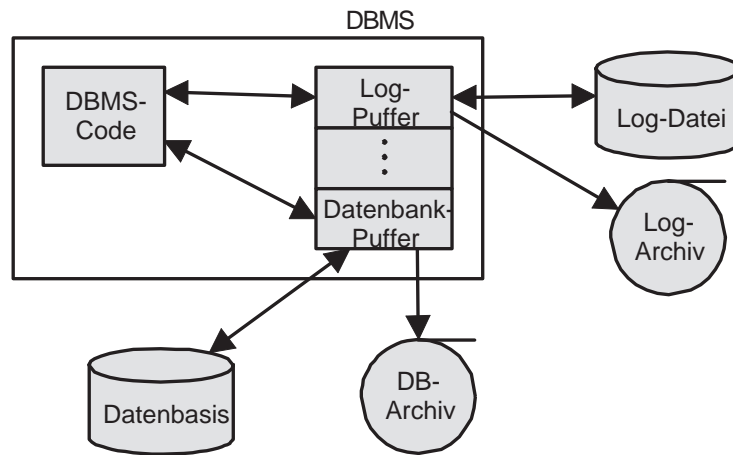 DBMS
DBMS-
Code
Log-
Puffer
Log-Datei
Datenbank-
Puffer
Log-
Archiv
Datenbasis
DB-
Archiv